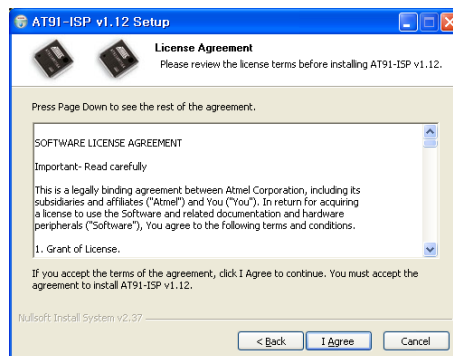 AT91-ISP v1.12 Setup
License Agreement
Please review the license terms before installing AT91-ISP v1.12.
Press Page Down to see the rest of the agreement.
SOFTWARE LICENSE AGREEMENT
Important- Read carefully
This is a legally binding agreement between Atmel Corporation, including its
subsidiaries and affiliates ("Atmel") and You ("You"). In return for acquiring
a license to use the Software and related documentation and hardware
peripherals ("Software"), You agree to the following terms and conditions.
1. Grant of License.
If you accept the terms of the agreement, click I Agree to continue. You must accept the
agreement to install AT91-ISP v1.12.
Nullsoft Install System v2.37
< Back
I Agree
Cancel